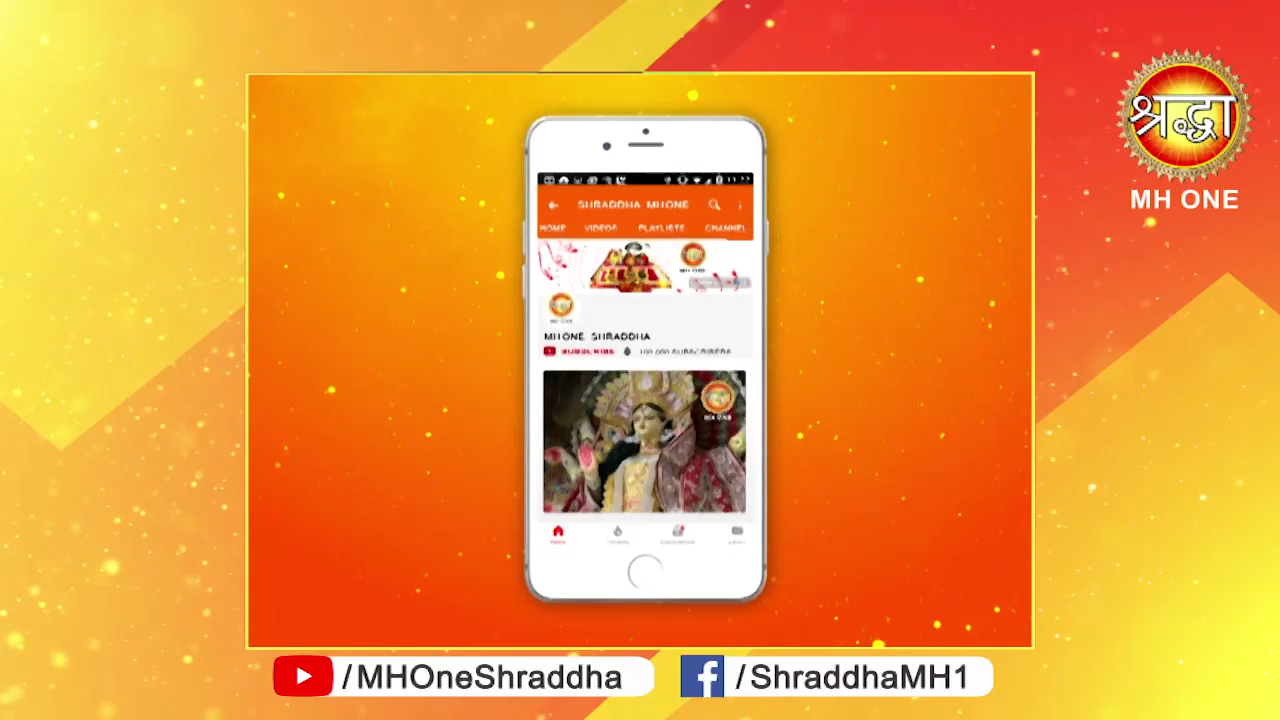 श्रद्धा
MH ONE
SHRADDHA MHONE
HOME VIDEOS PLAYLISTS CHANNEL
MHONE SHRADDHA
/MHOneShraddha
/ShraddhaMH1